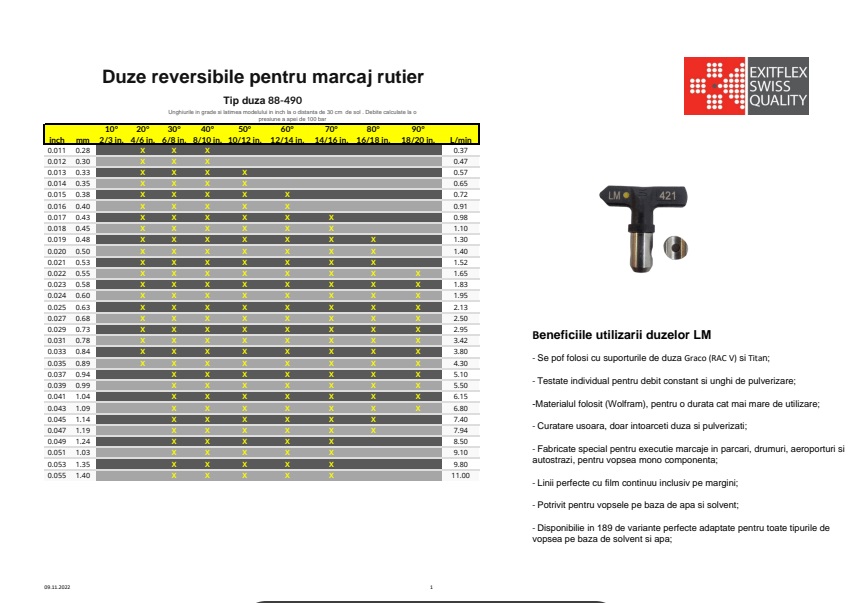 Duze reversibile pentru marcaj rutier
Tip duza 88-490
Unghiurile in grade si latimea modelului in inch la o distanta de 30 cm de sol . Debite calculate la o
presiune a apei de 100 bar
10° 20° 30° 40° 50° 60° 70° 80° 90°
inch mm 2/3 in. 4/6 in. 6/8 in. 8/10 in. 10/12 in. 12/14 in. 14/16 in. 16/18 in. 18/20 in. L/min
0.011 0.28 X X X 0.37
0.012 0.30 X X X 0.47
0.013 0.33 X X X X 0.57
0.014 0.35 X X X X 0.65
0.015 0.38 X X X X X 0.72
0.016 0.40 X X X X X 0.91
0.017 0.43 X X X X X X 0.98
0.018 0.45 X X X X X X 1.10
0.019 0.48 X X X X X X X 1.30
0.020 0.50 X X X X X X X 1.40
0.021 0.53 X X X X X X X 1.52
0.022 0.55 X X X X X X X X 1.65
0.023 0.58 X X X X X X X X 1.83
0.024 0.60 X X X X X X X X 1.95
0.025 0.63 X X X X X X X X 2.13
0.027 0.68 X X X X X X X X 2.50
0.029 0.73 X X X X X X X X 2.95
0.031 0.78 X X X X X X X X 3.42
0.033 0.84 X X X X X X X X 3.80
0.035 0.89 X X X X X X X X 4.30
0.037 0.94 X X X X X X X 5.10
0.039 0.99 X X X X X X X 5.50
0.041 1.04 X X X X X X X 6.15
0.043 1.09 X X X X X X X 6.80
0.045 1.14 X X X X X X 7.40
0.047 1.19 X X X X X X 7.94
0.049 1.24 X X X X X 8.50
0.051 1.03 X X X X X 9.10
0.053 1.35 X X X X X 9.80
0.055 1.40 X X X X X 11.00
EXITFLEX
SWISS
QUALITY
LM 421
Beneficiile utilizarii duzelor LM
- Se pof folosi cu suporturile de duza Graco (RAC V) si Titan;
- Testate individual pentru debit constant si unghi de pulverizare;
-Materialul folosit (Wolfram), pentru o durata cat mai mare de utilizare;
- Curatare usoara, doar intoarceti duza si pulverizati;
- Fabricate special pentru executie marcaje in parcari, drumuri, aeroporturi si
autostrazi, pentru vopsea mono componenta;
- Linii perfecte cu film continuu inclusiv pe margini;
- Potrivit pentru vopsele pe baza de apa si solvent;
- Disponibilie in 189 de variante perfecte adaptate pentru toate tipurile de
vopsea pe baza de solvent si apa;
09.11.2022 1